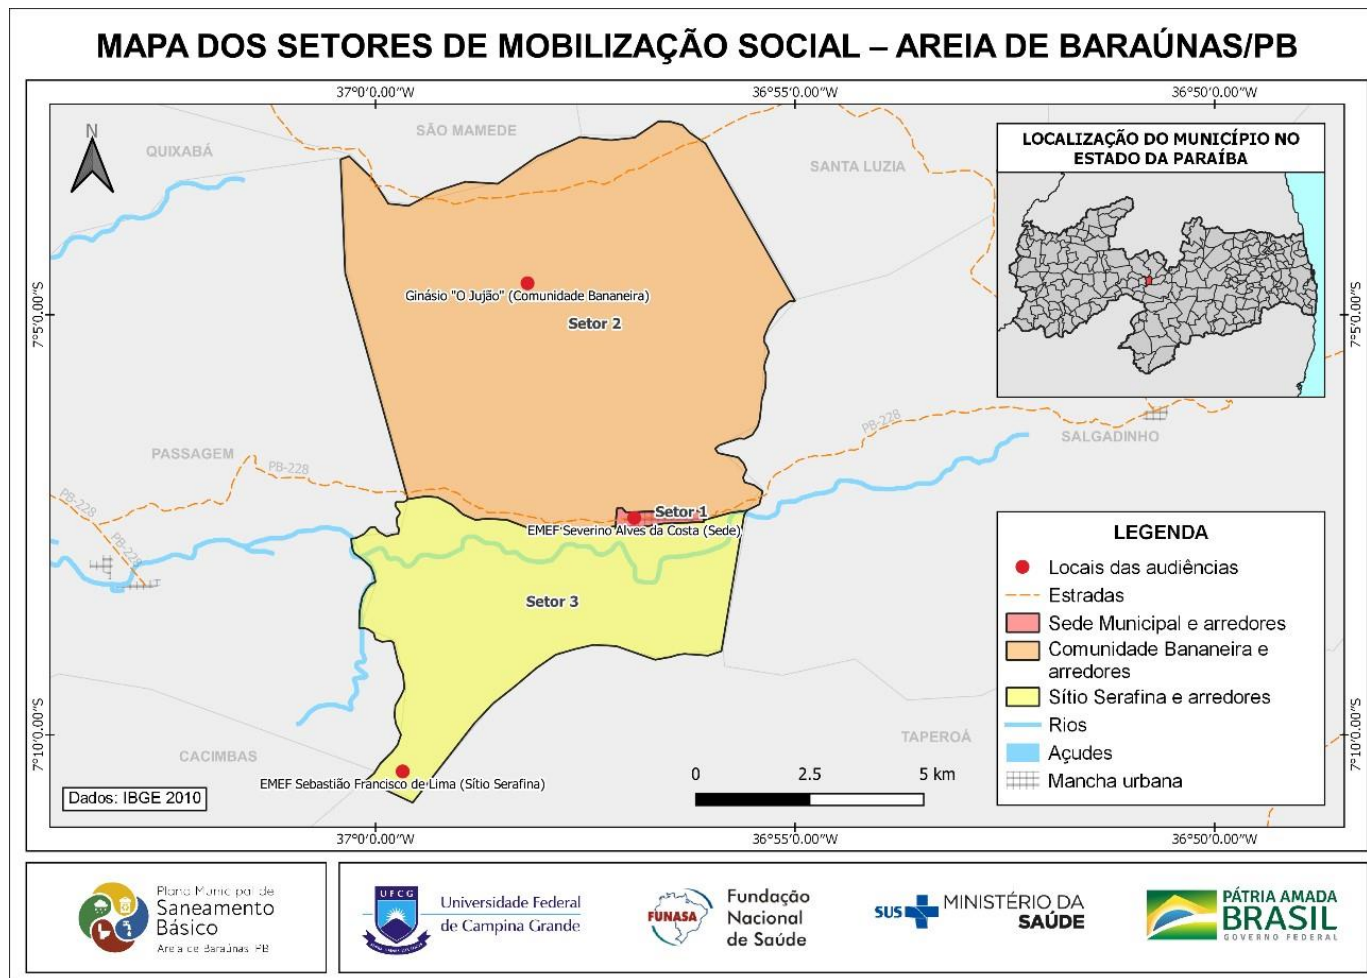 MAPA DOS SETORES DE MOBILIZAÇÃO SOCIAL – AREIA DE BARAÚNAS/PB
37°0'0.00"W
36°55'0.00"W
36°50'0.00"W
N
QUIXABÁ
SÃO MAMEDE
SANTA LUZIA
LOCALIZAÇÃO DO MUNICÍPIO NO
ESTADO DA PARAÍBA
7°5'0.00"S
7°5'0.00"S
Ginásio "O Jujão" (Comunidade Bananeira)
Setor 2
PASSAGEM
PB-228
PB-228
PB-228
PB-228
SALGADINHO
Setor 1
EMEF Severino Alves da Costa (Sede)
Setor 3
LEGENDA
Locais das audiências
Estradas
Sede Municipal e arredores
Comunidade Bananeira e
arredores
Sítio Serafina e arredores
Rios
Açudes
Mancha urbana
7°10'0.00"S
7°10'0.00"S
CACIMBAS
TAPEROÁ
EMEF Sebastião Francisco de Lima (Sítio Serafina)
0 2.5 5 km
Dados: IBGE 2010
37°0'0.00"W
36°55'0.00"W
36°50'0.00"W
Plano Municipal de
Saneamento
Básico
Areia de Baraúnas PB
UFCG
Universidade Federal
de Campina Grande
FUNASA
Fundação
Nacional
de Saúde
SUS
MINISTÉRIO DA
SAÚDE
PÁTRIA AMADA
BRASIL
GOVERNO FEDERAL